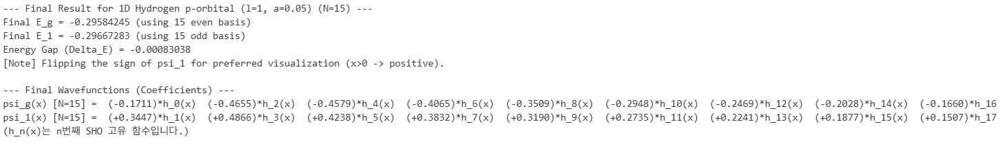 --- Final Result for 1D Hydrogen p-orbital (l=1, a=0.05) (N=15) ---
Final E_g = -0.29584245 (using 15 even basis)
Final E_1 = -0.29667283 (using 15 odd basis)
Energy Gap (Delta_E) = -0.00083038
[Note] Flipping the sign of psi_1 for preferred visualization (x>0 -> positive).

--- Final Wavefunctions (Coefficients) ---
psi_g(x) [N=15] =  (-0.1711)*h_0(x)  (-0.4655)*h_2(x)  (-0.4579)*h_4(x)  (-0.4065)*h_6(x)  (-0.3509)*h_8(x)  (-0.2948)*h_10(x)  (-0.2469)*h_12(x)  (-0.2028)*h_14(x)  (-0.1660)*h_16
psi_1(x) [N=15] =  (+0.3447)*h_1(x)  (+0.4866)*h_3(x)  (+0.4238)*h_5(x)  (+0.3832)*h_7(x)  (+0.3190)*h_9(x)  (+0.2735)*h_11(x)  (+0.2241)*h_13(x)  (+0.1877)*h_15(x)  (+0.1507)*h_17
(h_n(x)는 n번째 SHO 고유 함수입니다.)